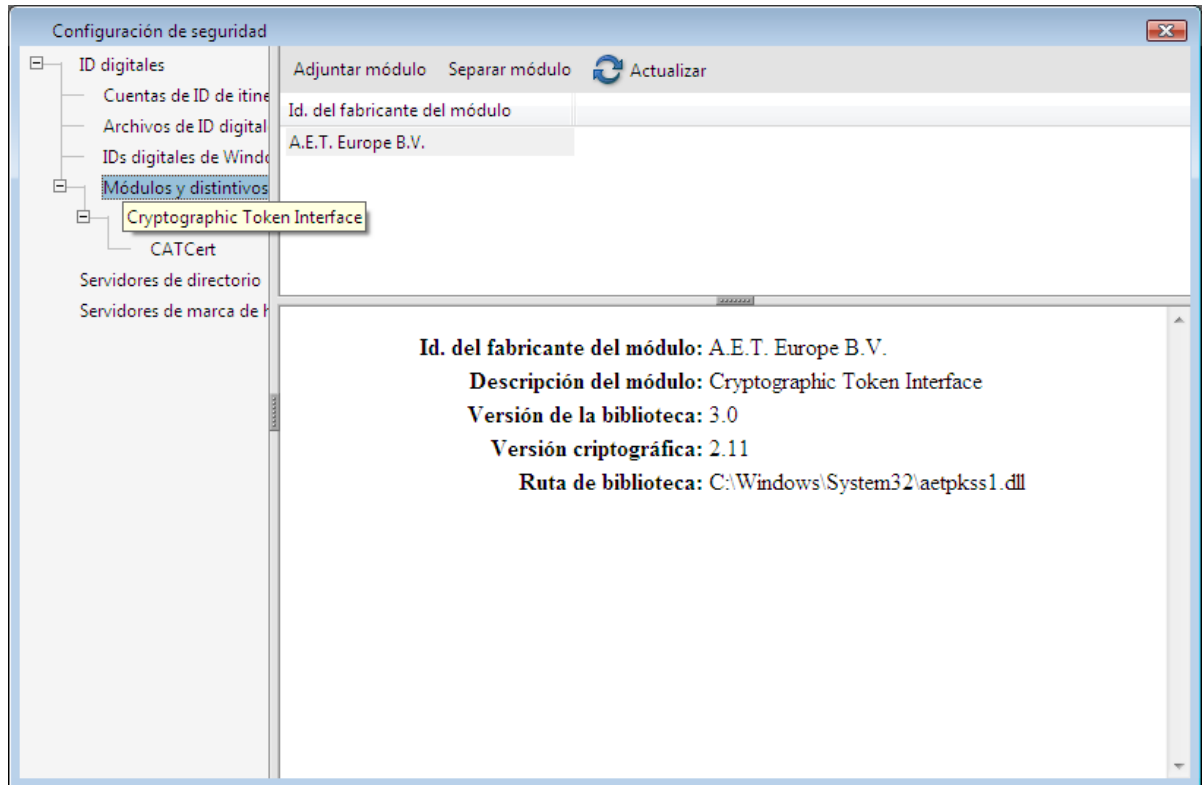 Configuración de seguridad
ID digitales
Cuentas de ID de itine
Archivos de ID digital
IDs digitales de Windo
Módulos y distintivos
Cryptographic Token Interface
CATCert
Servidores de directorio
Servidores de marca de h
Adjuntar módulo Separar módulo Actualizar
Id. del fabricante del módulo
A.E.T. Europe B.V.
Id. del fabricante del módulo: A.E.T. Europe B.V.
Descripción del módulo: Cryptographic Token Interface
Versión de la biblioteca: 3.0
Versión criptográfica: 2.11
Ruta de biblioteca: C:\Windows\System32\aetpkss1.dll